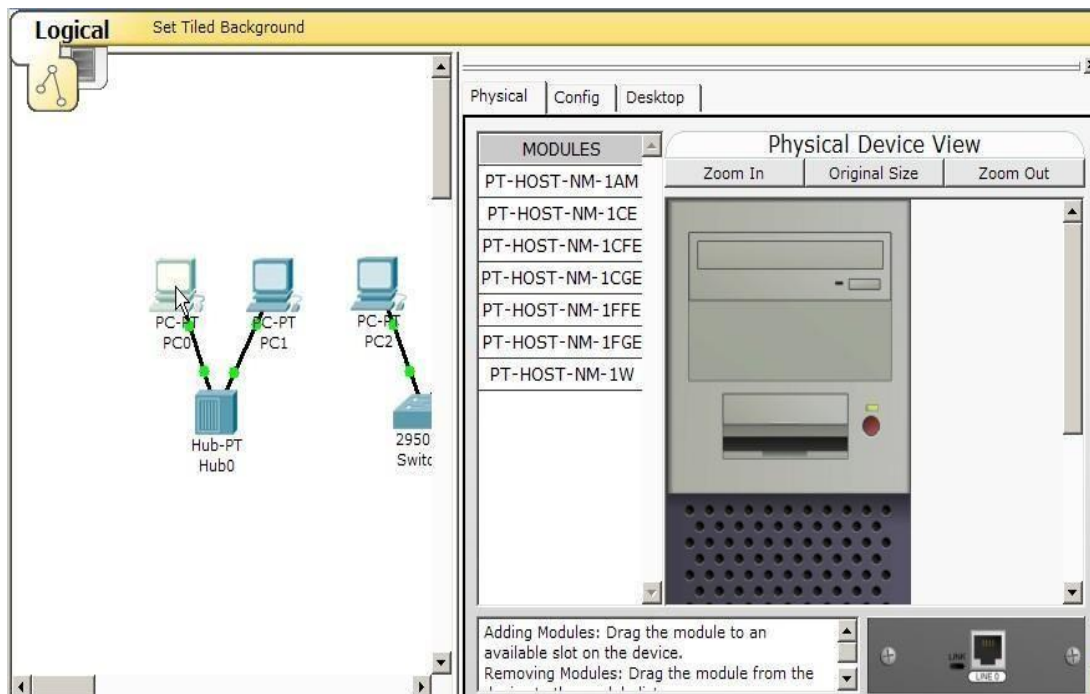 Logical
Set Tiled Background
Physical
Config
Desktop
MODULES
PT-HOST-NM-1AM
PT-HOST-NM-1CE
PT-HOST-NM-1CFE
PT-HOST-NM-1CGE
PT-HOST-NM-1FFE
PT-HOST-NM-1FGE
PT-HOST-NM-1W
Physical Device View
Zoom In
Original Size
Zoom Out
PC-PT
PC0
PC-PT
PC1
PC-PT
PC2
Hub-PT
Hub0
2950
Switc
Adding Modules: Drag the module to an
available slot on the device.
Removing Modules: Drag the module from the
LINK
LINE 0